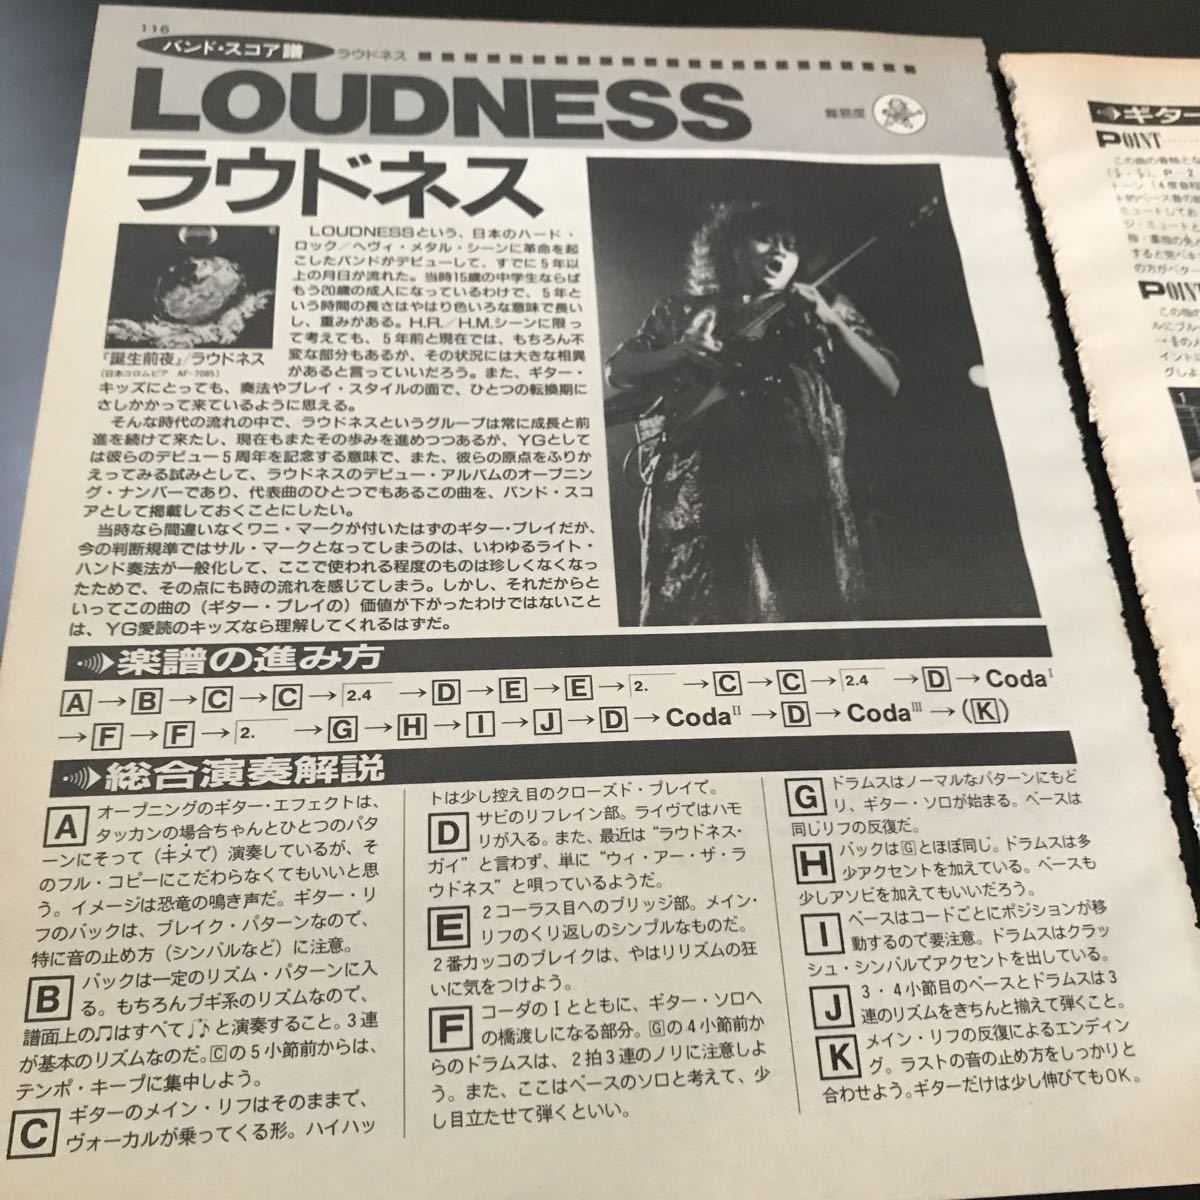 116
バンド・スコア譜
ラウドネス
LOUDNESS
難易度
ラウドネス
『誕生前夜』/ラウドネス
(日本コロムビア AF-7085)
LOUDNESSという、日本のハード・
ロック/ヘヴィ・メタル・シーンに革命を起
こしたバンドがデビューして、すでに5年以
上の月日が流れた。当時15歳の中学生ならば
もう20歳の成人になっているわけで、5年と
いう時間の長さはやはり色いろな意味で長い
し、重みがある。H.R./H.M.シーンに限っ
て考えても、5年前と現在では、もちろん不
変な部分もあるが、その状況には大きな相異
があると言っていいだろう。また、ギター・
キッズにとっても、奏法やプレイ・スタイルの面で、ひとつの転換期に
さしかかって来ているように思える。
そんな時代の流れの中で、ラウドネスというグループは常に成長と前
進を続けて来たし、現在もまたその歩みを進めつつあるが、YGとして
は彼らのデビュー5周年を記念する意味で、また、彼らの原点をふりか
えってみる試みとして、ラウドネスのデビュー・アルバムのオープニン
グ・ナンバーであり、代表曲のひとつでもあるこの曲を、バンド・スコ
アとして掲載しておくことにしたい。
当時なら間違いなくワニ・マークが付いたはずのギター・プレイだが、
今の判断規準ではサル・マークとなってしまうのは、いわゆるライト・
ハンド奏法が一般化して、ここで使われる程度のものは珍しくなくなっ
たためで、その点にも時の流れを感じてしまう。しかし、それだからと
いってこの曲の(ギター・プレイの)価値が下がったわけではないこと
は、YG愛読のキッズなら理解してくれるはずだ。
楽譜の進み方
A→B→C→C→2.4→D→E→E→2.→C→C→2.4→D→CodaⅠ
→F→F→2.→G→H→I→J→D→CodaⅡ→D→CodaⅢ→(K)
総合演奏解説
A オープニングのギター・エフェクトは、
タッカンの場合ちゃんとひとつのパタ
ーンにそって(キメで)演奏しているが、そ
のフル・コピーにこだわらなくてもいいと思
う。イメージは恐竜の鳴き声だ。ギター・リ
フのバックは、ブレイク・パターンなので、
特に音の止め方(シンバルなど)に注意。
B バックは一定のリズム・パターンに入
る。もちろんブギ系のリズムなので、
譜面上の♫はすべて♩♪と演奏すること。3連
が基本のリズムなのだ。Cの5小節前からは、
テンポ・キープに集中しよう。
C ギターのメイン・リフはそのままで、
ヴォーカルが乗ってくる形。ハイハッ
トは少し控え目のクローズド・プレイで。
D サビのリフレイン部。ライヴではハモ
リが入る。また、最近は“ラウドネス・
ガイ”と言わず、単に“ウィ・アー・ザ・ラ
ウドネス”と唄っているようだ。
E 2コーラス目へのブリッジ部。メイン・
リフのくり返しのシンプルなものだ。
2番カッコのブレイクは、やはりリズムの狂
いに気をつけよう。
F コーダのⅠとともに、ギター・ソロへ
の橋渡しになる部分。Gの4小節前か
らのドラムスは、2拍3連のノリに注意しよ
う。また、ここはベースのソロと考えて、少
し目立たせて弾くといい。
G ドラムスはノーマルなパターンにもど
り、ギター・ソロが始まる。ベースは
同じリフの反復だ。
H バックはGとほぼ同じ。ドラムスは多
少アクセントを加えている。ベースも
少しアソビを加えてもいいだろう。
I ベースはコードごとにポジションが移
動するので要注意。ドラムスはクラッ
シュ・シンバルでアクセントを出している。
J 3・4小節目のベースとドラムスは3
連のリズムをきちんと揃えて弾くこと。
K メイン・リフの反復によるエンディン
グ。ラストの音の止め方をしっかりと
合わせよう。ギターだけは少し伸びてもOK。
ギター
POINT
この曲の骨格とな
トーン(4度音程
ミュートしてお
ジ・ミュートと
の方がベター
POINT
この曲の
ルにブル
イントに
グしよ